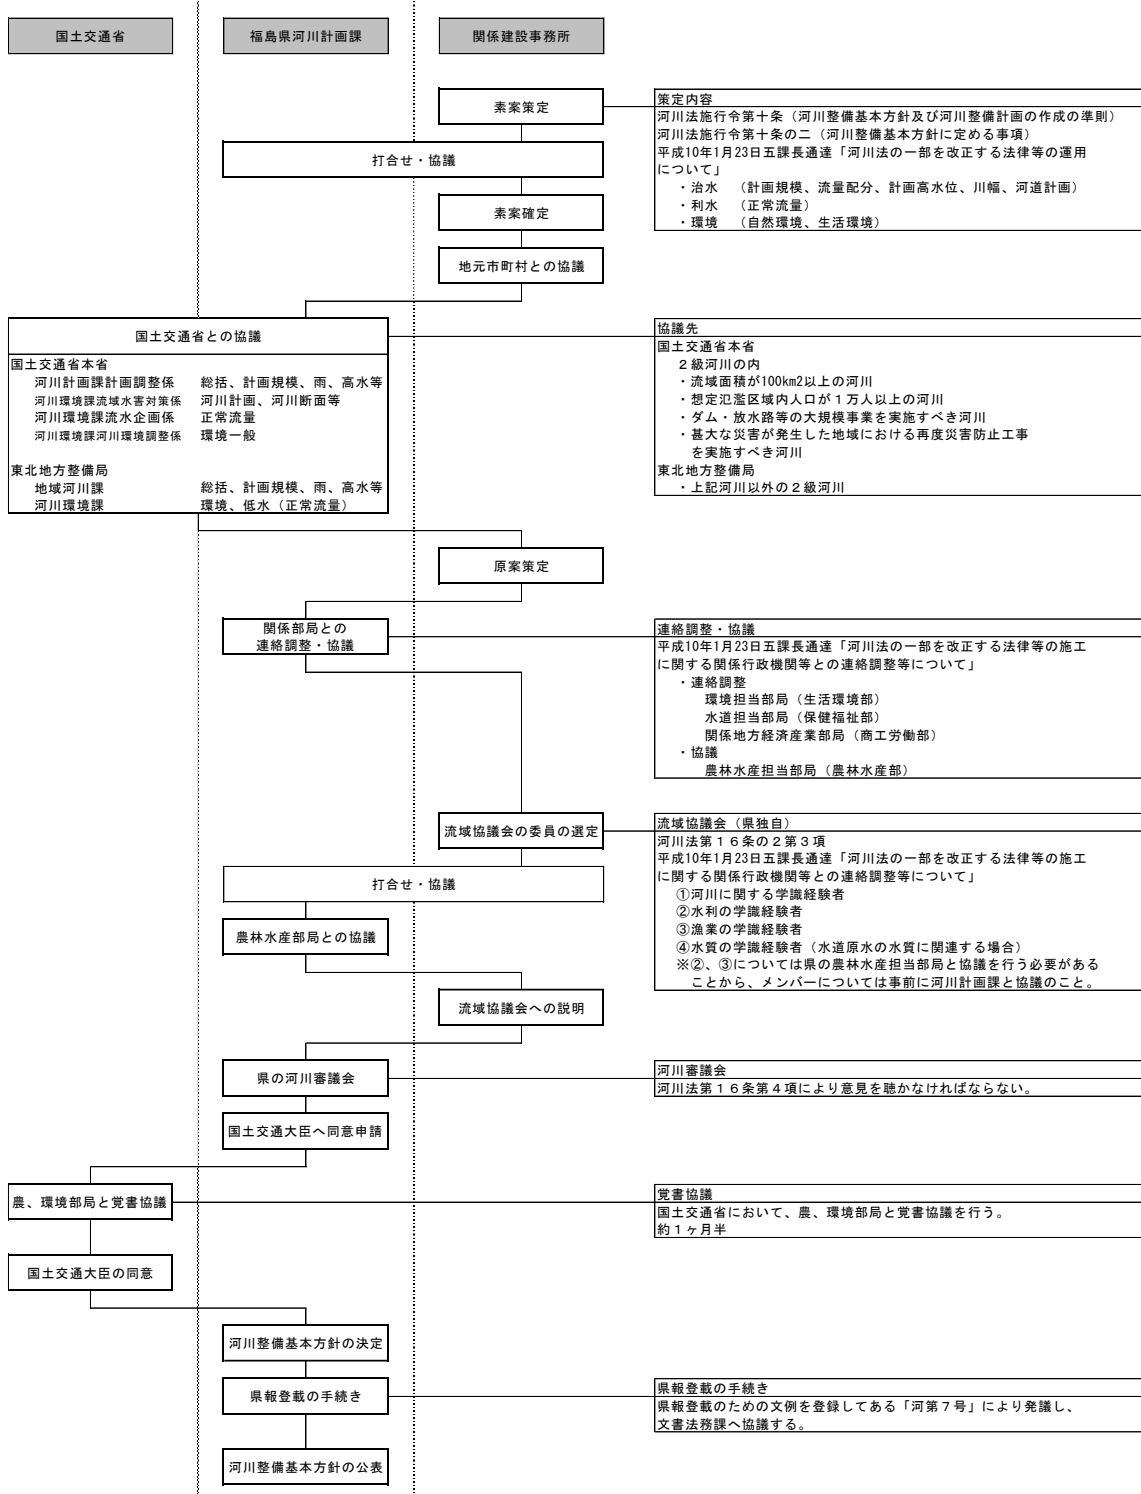 国土交通省
福島県河川計画課
関係建設事務所
素案策定
策定内容
河川法施行令第十条（河川整備基本方針及び河川整備計画の作成の準則）
河川法施行令第十条の二（河川整備基本方針に定める事項）
平成10年1月23日五課長通達「河川法の一部を改正する法律等の運用
について」
・治水　（計画規模、流量配分、計画高水位、川幅、河道計画）
・利水　（正常流量）
・環境　（自然環境、生活環境）
打合せ・協議
素案確定
地元市町村との協議
国土交通省との協議
国土交通省本省
河川計画課計画調整係　総括、計画規模、雨、高水等
河川環境課流域水害対策係　河川計画、河川断面等
河川環境課流水企画係　正常流量
河川環境課河川環境調整係　環境一般
東北地方整備局
地域河川課　総括、計画規模、雨、高水等
河川環境課　環境、低水（正常流量）
協議先
国土交通省本省
２級河川の内
・流域面積が100km2以上の河川
・想定氾濫区域内人口が１万人以上の河川
・ダム・放水路等の大規模事業を実施すべき河川
・甚大な災害が発生した地域における再度災害防止工事
を実施すべき河川
東北地方整備局
・上記河川以外の２級河川
原案策定
関係部局との
連絡調整・協議
連絡調整・協議
平成10年1月23日五課長通達「河川法の一部を改正する法律等の施工
に関する関係行政機関等との連絡調整等について」
・連絡調整
環境担当部局（生活環境部）
水道担当部局（保健福祉部）
関係地方経済産業部局（商工労働部）
・協議
農林水産担当部局（農林水産部）
流域協議会の委員の選定
流域協議会（県独自）
河川法第１６条の２第３項
平成10年1月23日五課長通達「河川法の一部を改正する法律等の施工
に関する関係行政機関等との連絡調整等について」
①河川に関する学識経験者
②水利の学識経験者
③漁業の学識経験者
④水質の学識経験者（水道原水の水質に関連する場合）
※②、③については県の農林水産担当部局と協議を行う必要がある
ことから、メンバーについては事前に河川計画課と協議のこと。
打合せ・協議
農林水産部局との協議
流域協議会への説明
県の河川審議会
河川審議会
河川法第１６条第４項により意見を聴かなければならない。
国土交通大臣へ同意申請
農、環境部局と覚書協議
覚書協議
国土交通省において、農、環境部局と覚書協議を行う。
約１ヶ月半
国土交通大臣の同意
河川整備基本方針の決定
県報登載の手続き
県報登載の手続き
県報登載のための文例を登録してある「河第７号」により発議し、
文書法務課へ協議する。
河川整備基本方針の公表